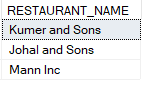 RESTAURANT_NAME
Kumer and Sons
Johal and Sons
Mann Inc